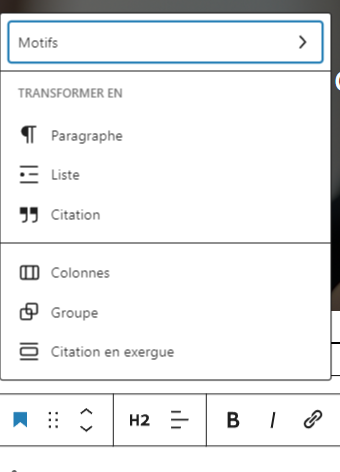 Motifs
TRANSFORMER EN
Paragraphe
Liste
Citation
Colonnes
Groupe
Citation en exergue
H2 B I